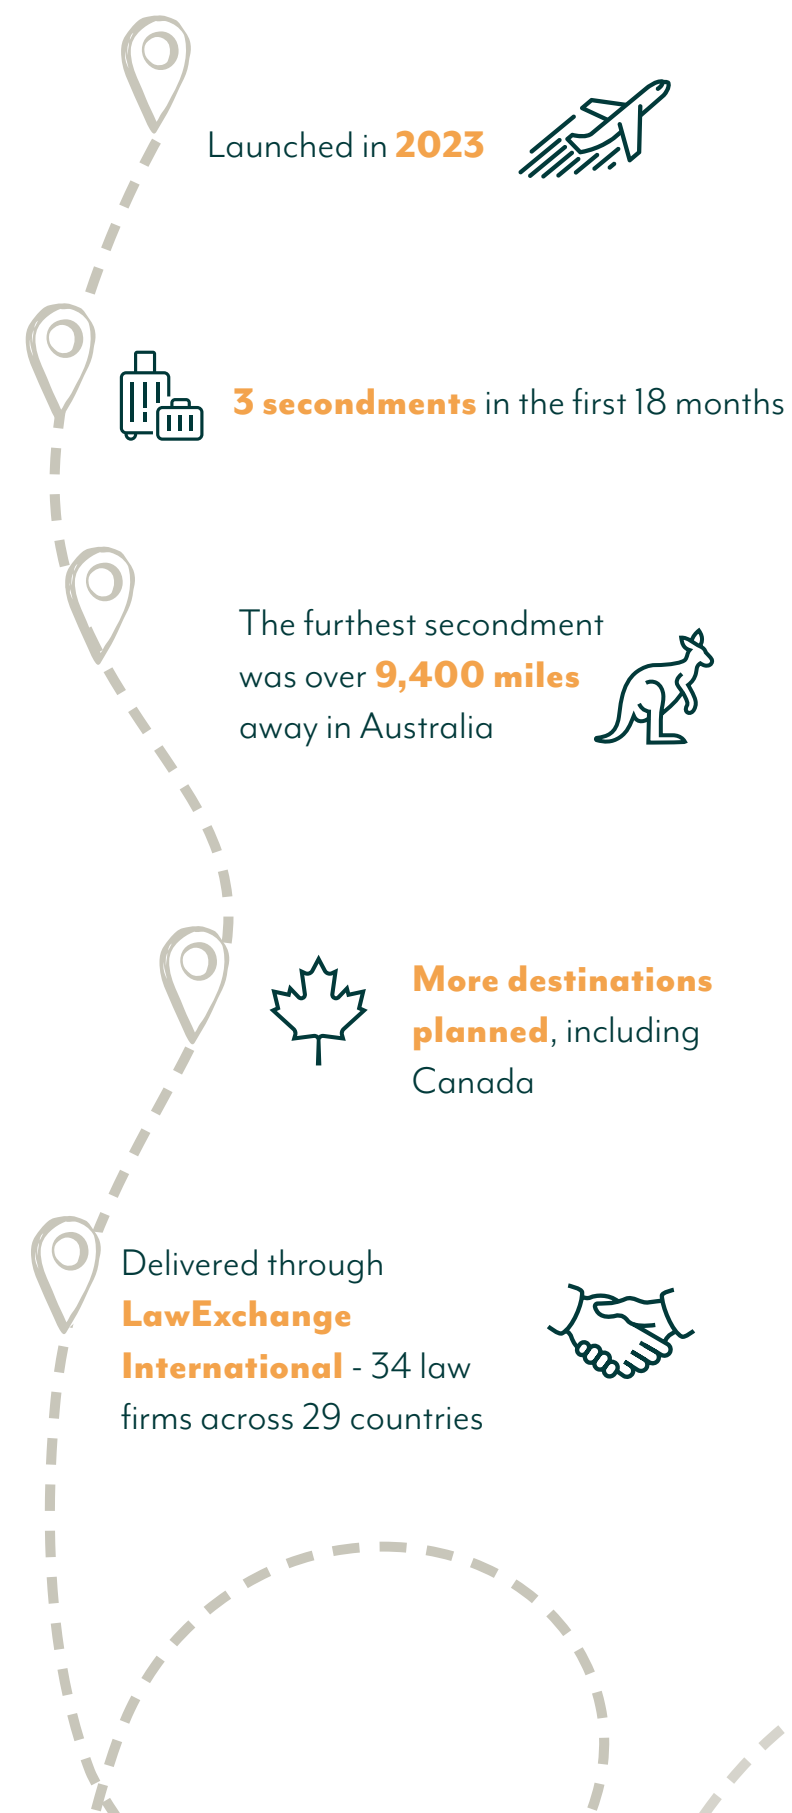 Launched in 2023
3 secondments in the first 18 months
The furthest secondment
was over 9,400 miles
away in Australia
More destinations
planned, including
Canada
Delivered through
LawExchange
International - 34 law
firms across 29 countries